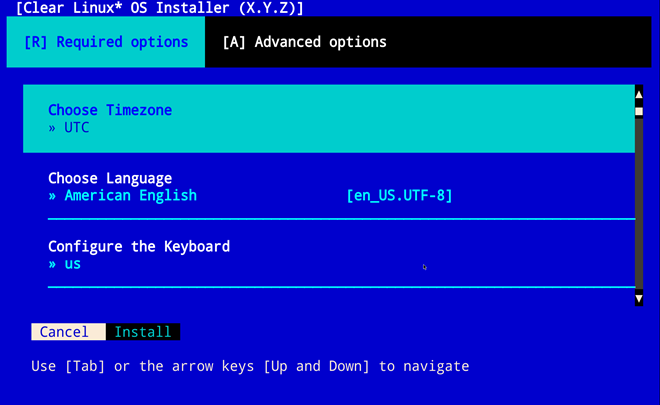 [Clear Linux* OS Installer (X.Y.Z)]
[R] Required options [A] Advanced options
Choose Timezone
» UTC
Choose Language
» American English [en_US.UTF-8]
Configure the Keyboard
» us
Cancel Install
Use [Tab] or the arrow keys [Up and Down] to navigate